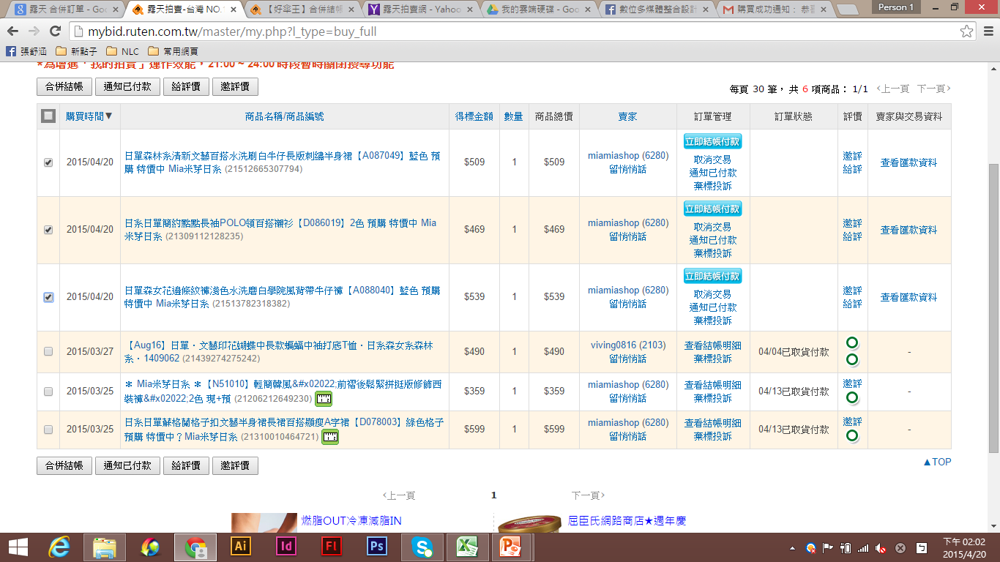 露天 合併訂單 - Goo
露天拍賣-台灣 NO.
【好傘王】合併結帳
露天拍賣網 - Yahoo
我的雲端硬碟 - Goo
數位多媒體整合設計
購買成功通知： 恭喜
Person 1
mybid.ruten.com.tw/master/my.php?l_type=buy_full
張舒涵 新點子 NLC 常用網頁
*為增進「我的拍賣」運作效能，21:00 ~ 24:00 時段暫時關閉搜尋功能
合併結帳 通知已付款 給評價 邀評價
每頁 30 筆， 共 6 項商品： 1/1 上一頁 下一頁
購買時間▼ 商品名稱/商品編號 得標金額 數量 商品總價 賣家 訂單管理 訂單狀態 評價 賣家與交易資料
2015/04/20
日單森林系清新文藝百搭水洗刷白牛仔長版刺繡半身裙【A087049】藍色 預
購 特價中 Mia米芽日系 (21512665307794)
$509 1 $509
miamiashop (6280)
留悄悄話
立即結帳付款
取消交易
通知已付款
棄標投訴
邀評
給評
查看匯款資料
2015/04/20
日系日單簡約點點長袖POLO領百搭襯衫【D086019】2色 預購 特價中 Mia
米芽日系 (21309112128235)
$469 1 $469
miamiashop (6280)
留悄悄話
立即結帳付款
取消交易
通知已付款
棄標投訴
邀評
給評
查看匯款資料
2015/04/20
日單森女花邊條紋褲淺色水洗磨白學院風背帶牛仔褲【A088040】藍色 預購
特價中 Mia米芽日系 (21513782318382)
$539 1 $539
miamiashop (6280)
留悄悄話
立即結帳付款
取消交易
通知已付款
棄標投訴
邀評
給評
查看匯款資料
2015/03/27
【Aug16】日單‧文藝印花蝴蝶中長款蝙蝠中袖打底T恤‧日系森女系森林
系‧1409062 (21439274275242)
$490 1 $490
viving0816 (2103)
留悄悄話
查看結帳明細
棄標投訴
04/04已取貨付款
-
2015/03/25
＊ Mia米芽日系 ＊【N51010】輕簡韓風&#x02022;前褶後鬆緊拼挺版修飾西
裝褲&#x02022;2色 現+預 (21206212649230)
$359 1 $359
miamiashop (6280)
留悄悄話
查看結帳明細
棄標投訴
04/13已取貨付款
邀評
-
2015/03/25
日系日單蘇格蘭格子扣文藝半身裙長裙百搭顯瘦A字裙【D078003】綠色格子
預購 特價中？Mia米芽日系 (21310010464721)
$599 1 $599
miamiashop (6280)
留悄悄話
查看結帳明細
棄標投訴
04/13已取貨付款
邀評
-
合併結帳 通知已付款 給評價 邀評價
▲TOP
上一頁 1 下一頁
燃脂OUT冷凍減脂IN
屈臣氏網路商店★週年慶
Ai Id Fl Ps
下午 02:02
2015/4/20